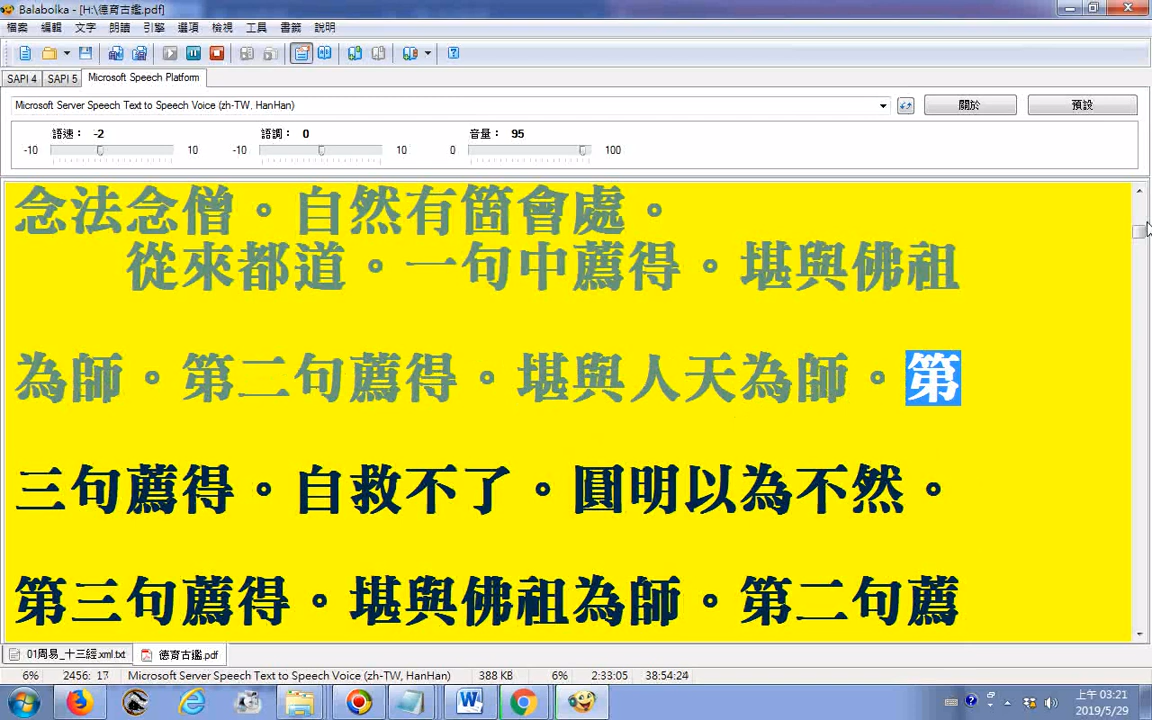 Balabolka - [H:\德育古鑑.pdf]
檔案 編輯 文字 朗讀 引擎 選項 檢視 工具 書籤 說明
SAPI 4 SAPI 5 Microsoft Speech Platform
Microsoft Server Speech Text to Speech Voice (zh-TW, HanHan) 關於 預設
語速： -2 語調： 0 音量： 95
-10 10 -10 10 0 100
念法念僧。自然有箇會處。
從來都道。一句中薦得。堪與佛祖
為師。第二句薦得。堪與人天為師。第
三句薦得。自救不了。圓明以為不然。
第三句薦得。堪與佛祖為師。第二句薦
01周易_十三經.xml.txt 德育古鑑.pdf
6% 2456: 17 Microsoft Server Speech Text to Speech Voice (zh-TW, HanHan) 388 KB 6% 2:33:05 38:54:24
上午 03:21
2019/5/29